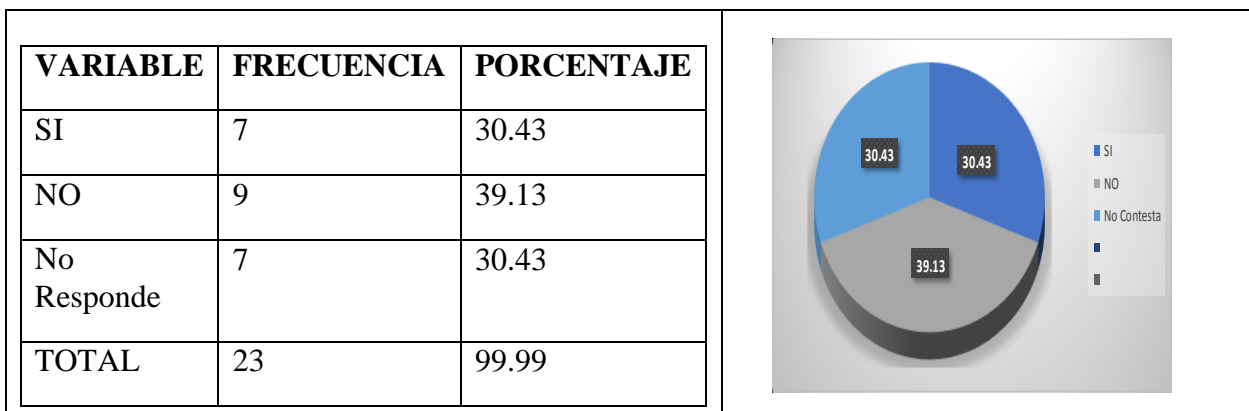 VARIABLE FRECUENCIA PORCENTAJE
SI 7 30.43
NO 9 39.13
No Responde 7 30.43
TOTAL 23 99.99
30.43
30.43
39.13
SI
NO
No Contesta